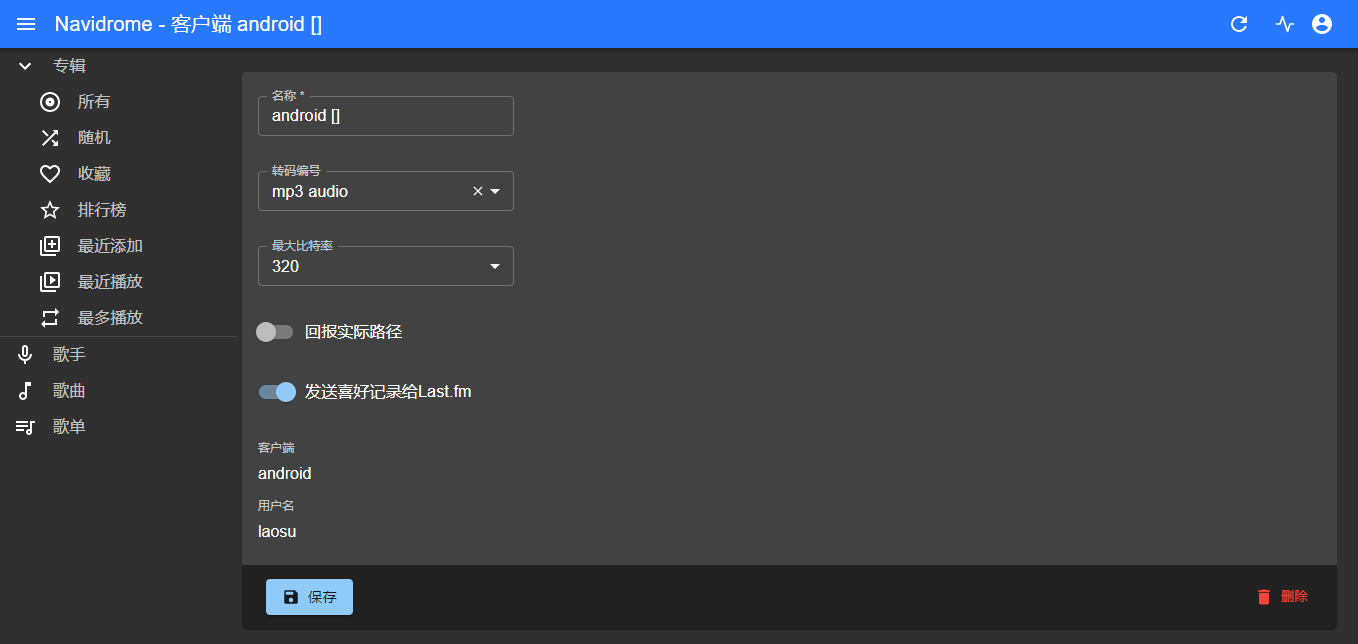 Navidrome - 客户端 android []
专辑
所有
随机
收藏
排行榜
最近添加
最近播放
最多播放
歌手
歌曲
歌单
名称 *
android []
转码编号
mp3 audio
最大比特率
320
回报实际路径
发送喜好记录给Last.fm
客户端
android
用户名
laosu
保存
删除